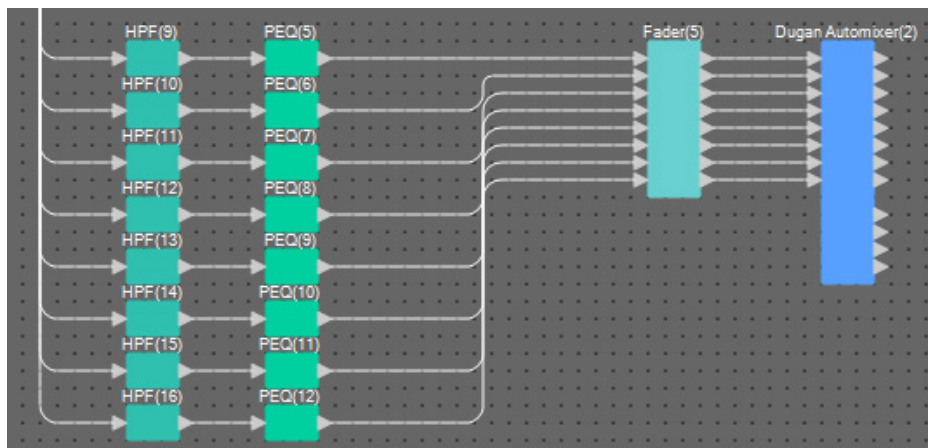 HPF(9) PEQ(5) Fader(5) Dugan Automixer(2)
HPF(10) PEQ(6)
HPF(11) PEQ(7)
HPF(12) PEQ(8)
HPF(13) PEQ(9)
HPF(14) PEQ(10)
HPF(15) PEQ(11)
HPF(16) PEQ(12)